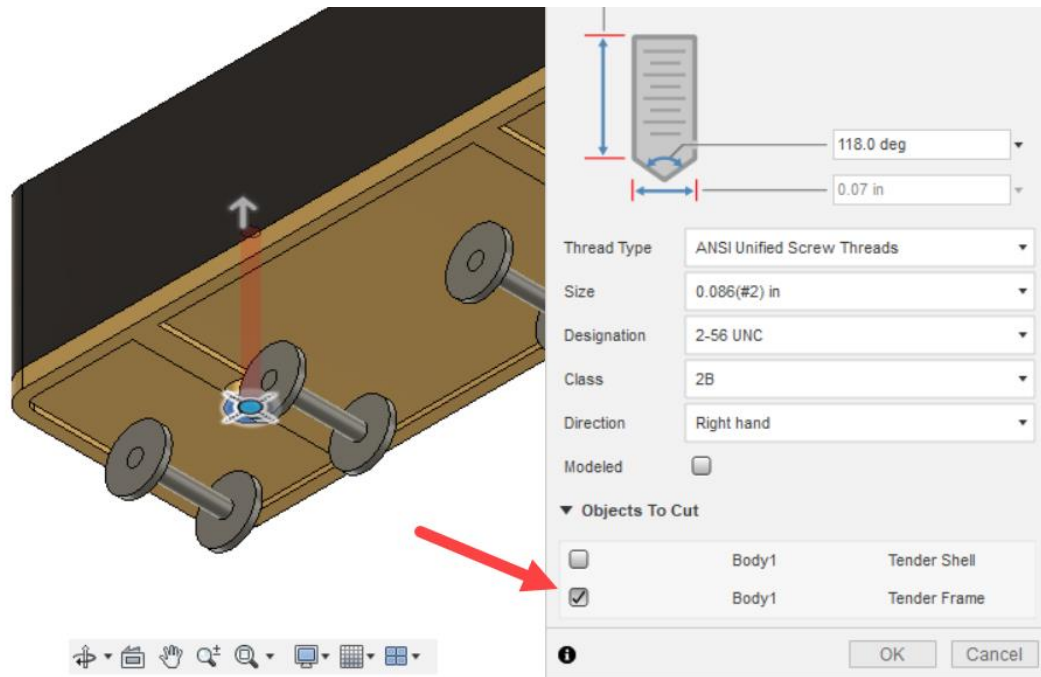 118.0 deg
0.07 in
Thread Type ANSI Unified Screw Threads
Size 0.086(#2) in
Designation 2-56 UNC
Class 2B
Direction Right hand
Modeled
Objects To Cut
Body1 Tender Shell
Body1 Tender Frame
OK Cancel